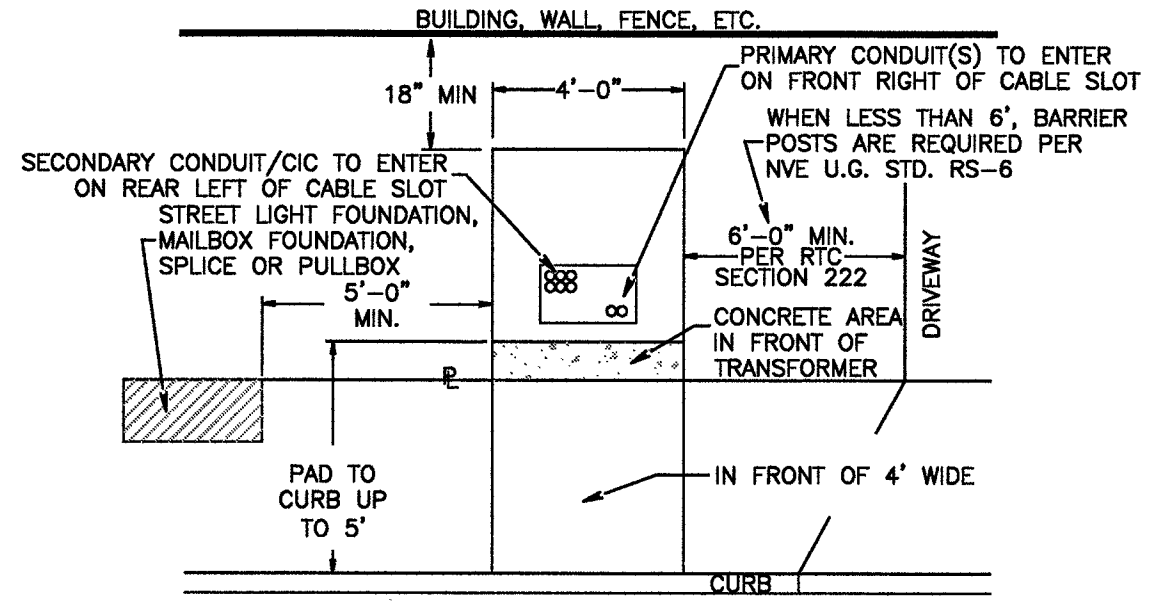 BUILDING, WALL, FENCE, ETC.
PRIMARY CONDUIT(S) TO ENTER
ON FRONT RIGHT OF CABLE SLOT
18" MIN
4'-0"
WHEN LESS THAN 6', BARRIER
POSTS ARE REQUIRED PER
NVE U.G. STD. RS-6
SECONDARY CONDUIT/CIC TO ENTER
ON REAR LEFT OF CABLE SLOT
STREET LIGHT FOUNDATION,
MAILBOX FOUNDATION,
SPLICE OR PULLBOX
6'-0" MIN.
PER RTC
SECTION 222
DRIVEWAY
5'-0"
MIN.
CONCRETE AREA
IN FRONT OF
TRANSFORMER
PL
PAD TO
CURB UP
TO 5'
IN FRONT OF 4' WIDE
CURB